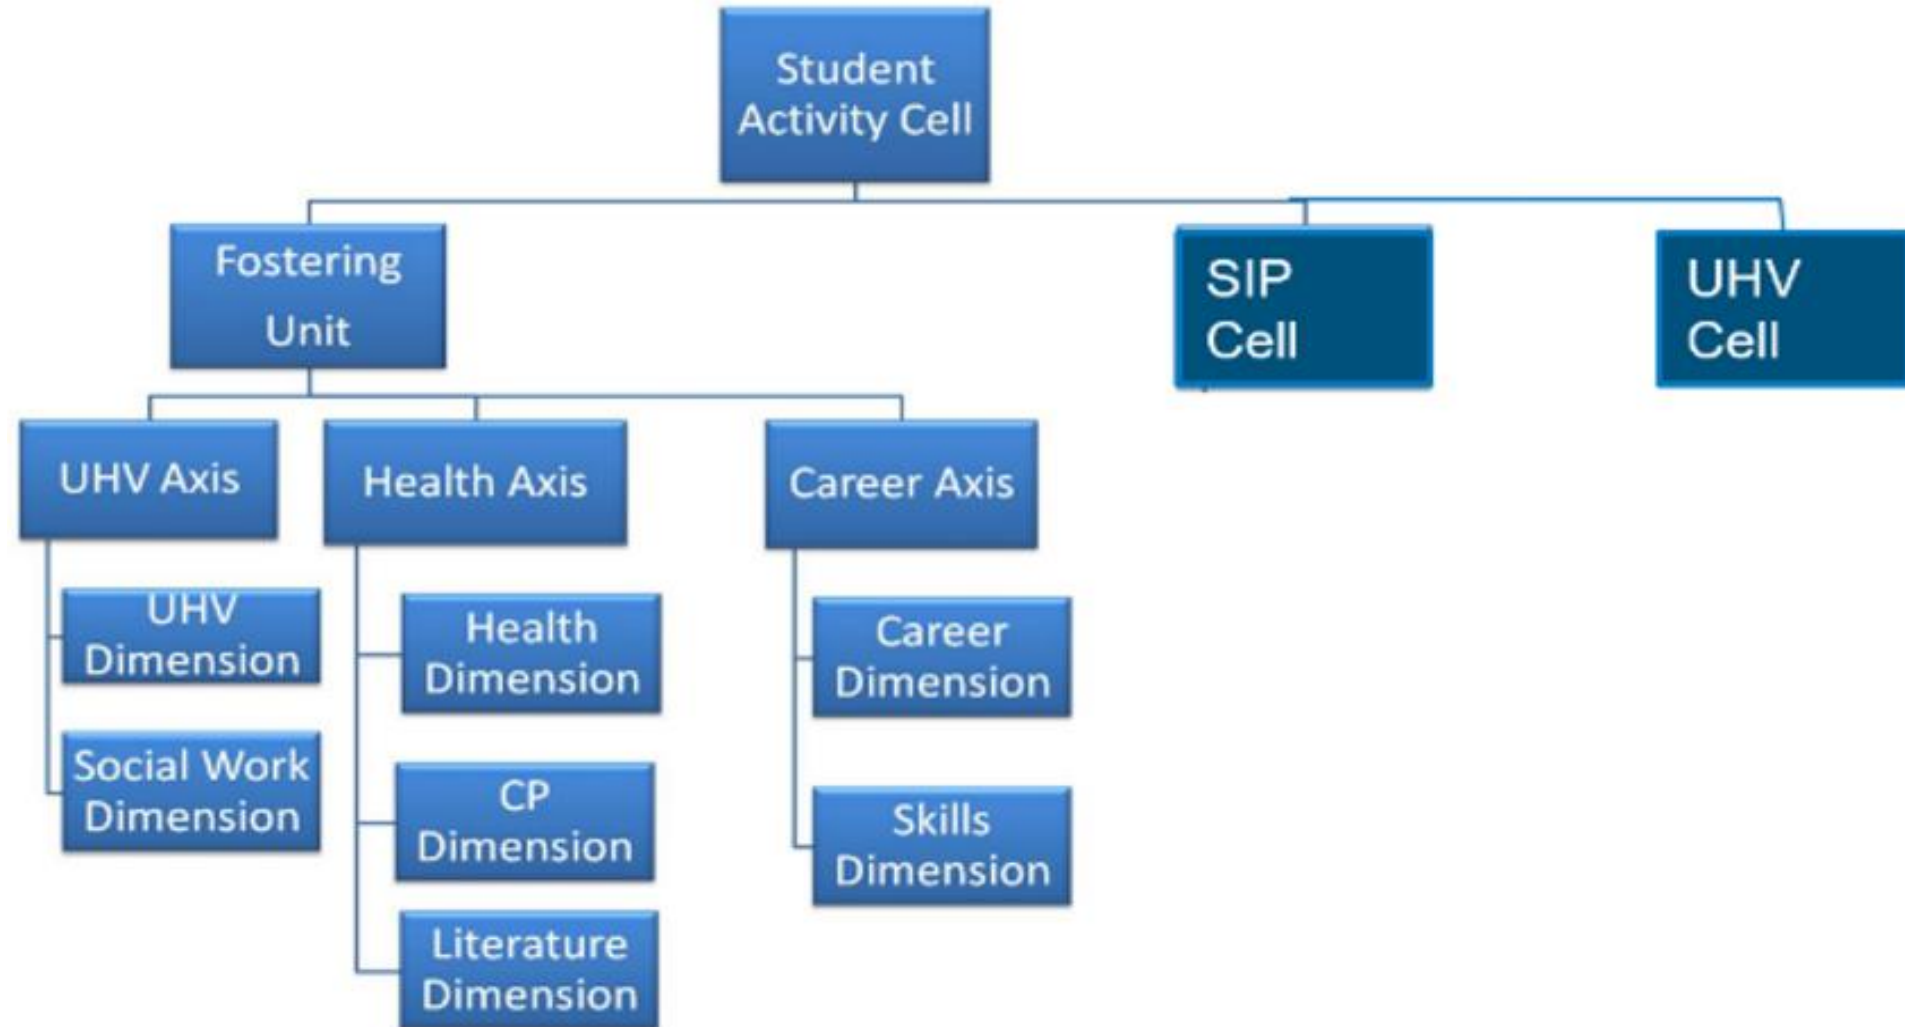 Student
Activity Cell
Fostering
Unit
SIP
Cell
UHV
Cell
UHV Axis
Health Axis
Career Axis
UHV
Dimension
Social Work
Dimension
Health
Dimension
CP
Dimension
Literature
Dimension
Career
Dimension
Skills
Dimension